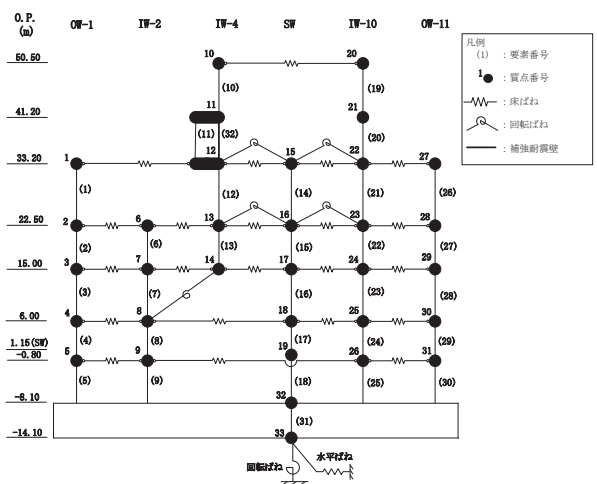 O.P. (m) OW-1 IW-2 IW-4 SW IW-10 OW-11
50.50 10 20
(10) (19)
41.20 11 21
(11) (32) (20)
33.20 1 12 15 22 27
(1) (12) (14) (21) (26)
22.50 2 6 13 16 23 28
(2) (6) (13) (15) (22) (27)
15.00 3 7 14 17 24 29
(3) (7) (16) (23) (28)
6.00 4 8 18 25 30
(4) (8) (17) (24) (29)
1.15(SW) 19
-0.80 5 9 26 31
(5) (9) (18) (25) (30)
-8.10 32
(31)
-14.10 33
回転ばね 水平ばね
凡例
(1) : 要素番号
1 : 質点番号
: 床ばね
: 回転ばね
: 補強耐震壁